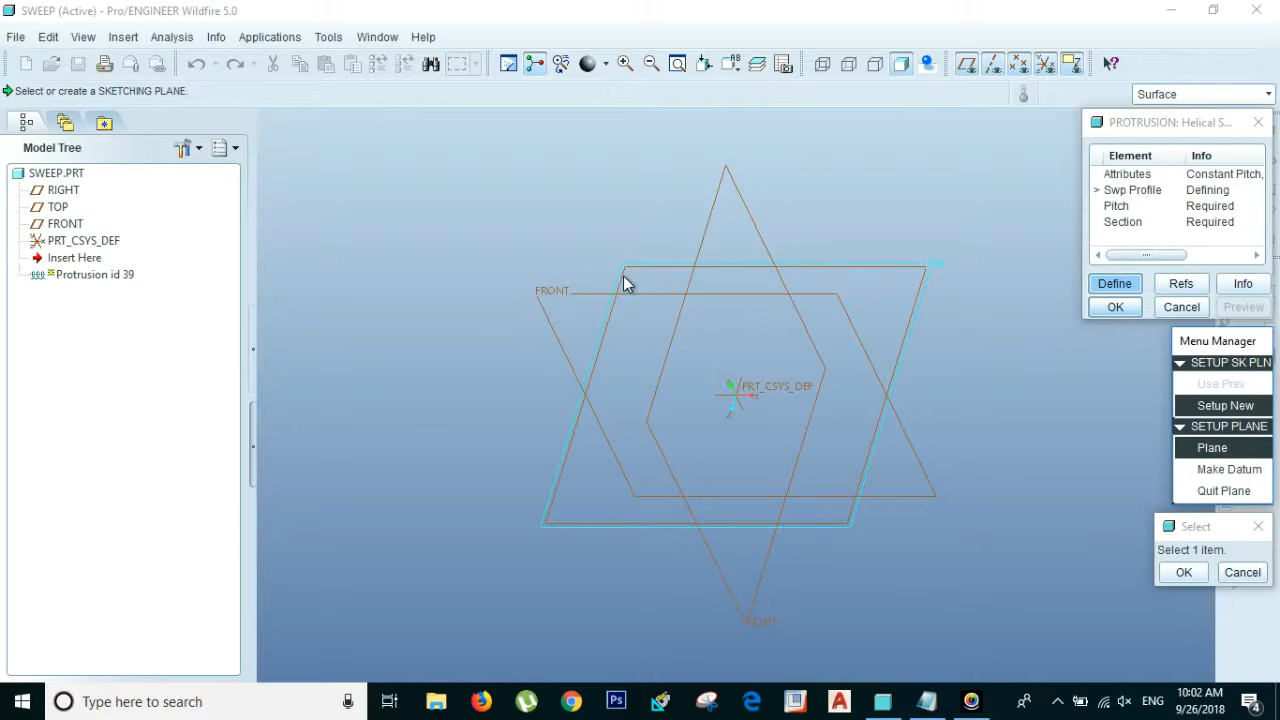 SWEEP (Active) - Pro/ENGINEER Wildfire 5.0
File Edit View Insert Analysis Info Applications Tools Window Help
Select or create a SKETCHING PLANE.
Surface
Model Tree
SWEEP.PRT
RIGHT
TOP
FRONT
PRT_CSYS_DEF
Insert Here
Protrusion id 39
TOP
FRONT
PRT_CSYS_DEF
X
Z
RIGHT
PROTRUSION: Helical S...
Element Info
Attributes Constant Pitch,
> Swp Profile Defining
Pitch Required
Section Required
Define Refs Info
OK Cancel Preview
Menu Manager
SETUP SK PLN
Use Prev
Setup New
SETUP PLANE
Plane
Make Datum
Quit Plane
Select
Select 1 item.
OK Cancel
Type here to search
Ps
A
ENG
10:02 AM
9/26/2018
4